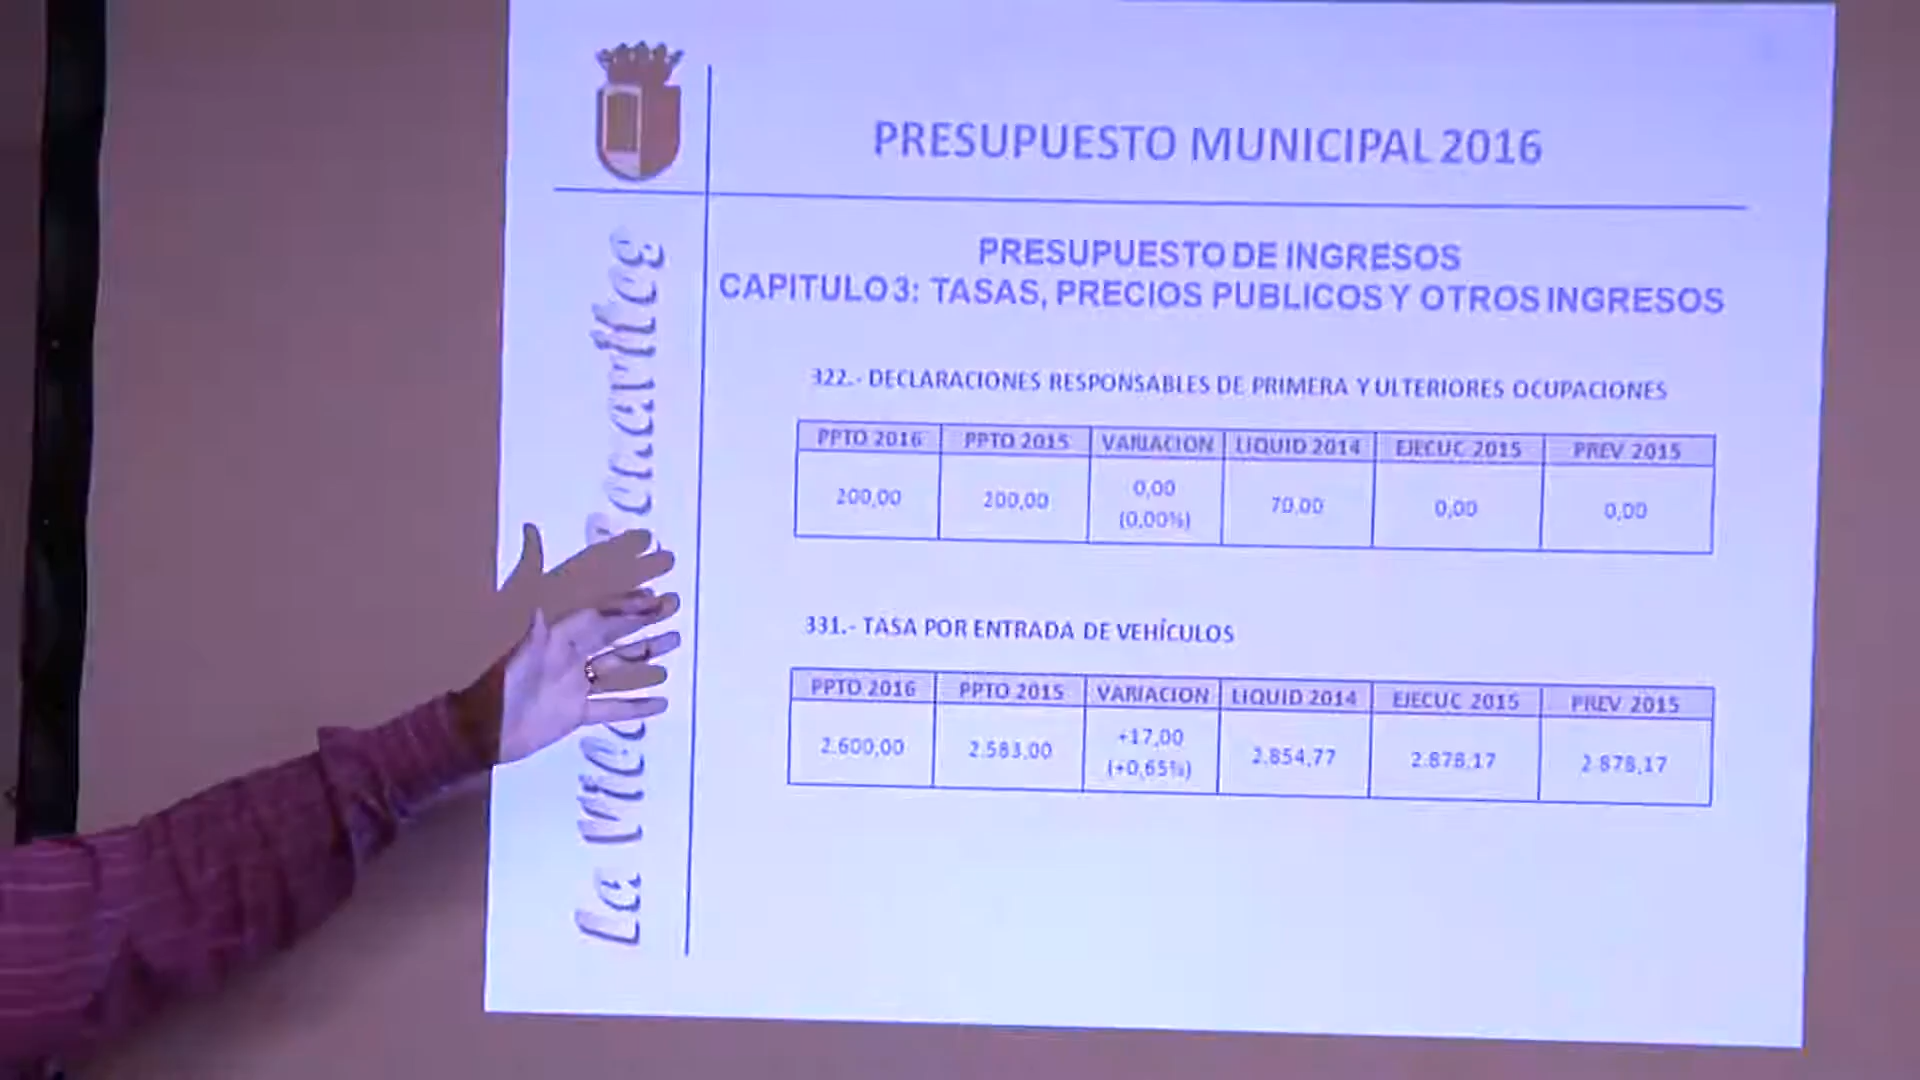 PRESUPUESTO MUNICIPAL 2016
PRESUPUESTO DE INGRESOS
CAPITULO 3: TASAS, PRECIOS PUBLICOS Y OTROS INGRESOS
322.- DECLARACIONES RESPONSABLES DE PRIMERA Y ULTERIORES OCUPACIONES
PPTO 2016 PPTO 2015 VARIACION LIQUID 2014 EJECUC 2015 PREV 2015
200,00 200,00 0,00 (0,00%) 70,00 0,00 0,00
331.- TASA POR ENTRADA DE VEHÍCULOS
PPTO 2016 PPTO 2015 VARIACION LIQUID 2014 EJECUC 2015 PREV 2015
2.600,00 2.583,00 +17,00 (+0,65%) 2.854,77 2.878,17 2.878,17
La